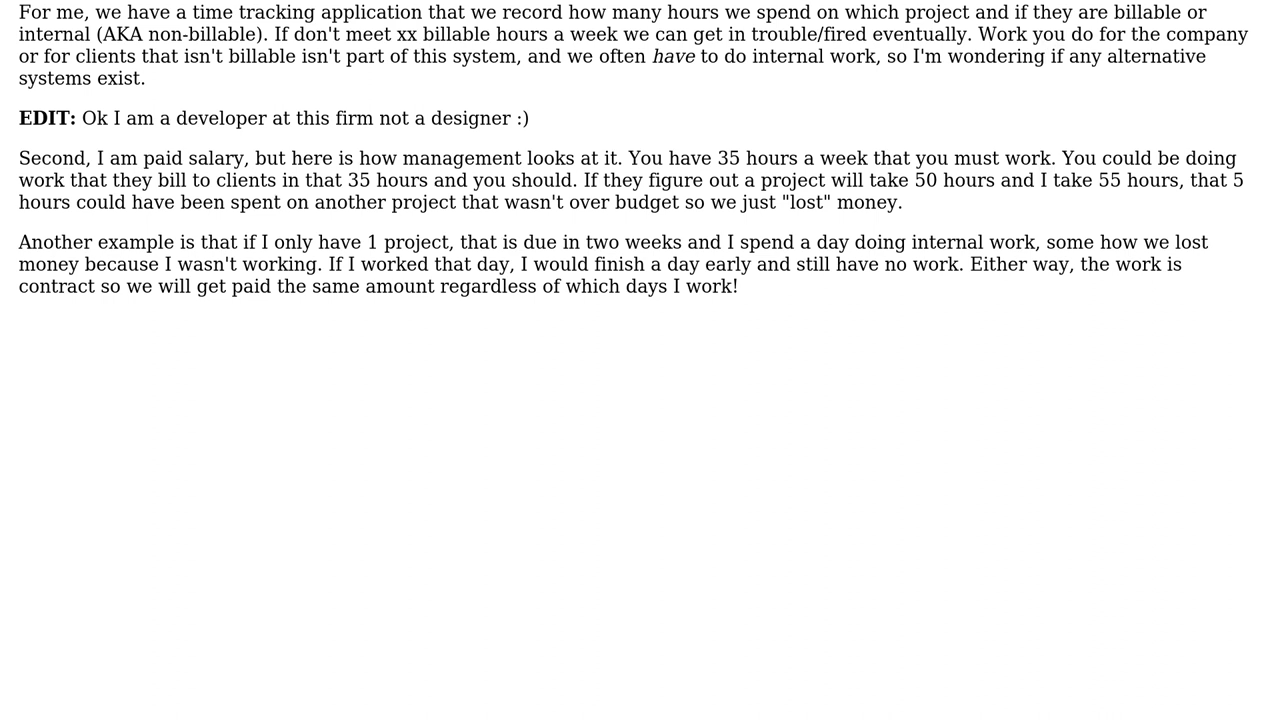 For me, we have a time tracking application that we record how many hours we spend on which project and if they are billable or
internal (AKA non-billable). If don't meet xx billable hours a week we can get in trouble/fired eventually. Work you do for the company
or for clients that isn't billable isn't part of this system, and we often have to do internal work, so I'm wondering if any alternative
systems exist.
EDIT: Ok I am a developer at this firm not a designer :)
Second, I am paid salary, but here is how management looks at it. You have 35 hours a week that you must work. You could be doing
work that they bill to clients in that 35 hours and you should. If they figure out a project will take 50 hours and I take 55 hours, that 5
hours could have been spent on another project that wasn't over budget so we just "lost" money.
Another example is that if I only have 1 project, that is due in two weeks and I spend a day doing internal work, some how we lost
money because I wasn't working. If I worked that day, I would finish a day early and still have no work. Either way, the work is
contract so we will get paid the same amount regardless of which days I work!